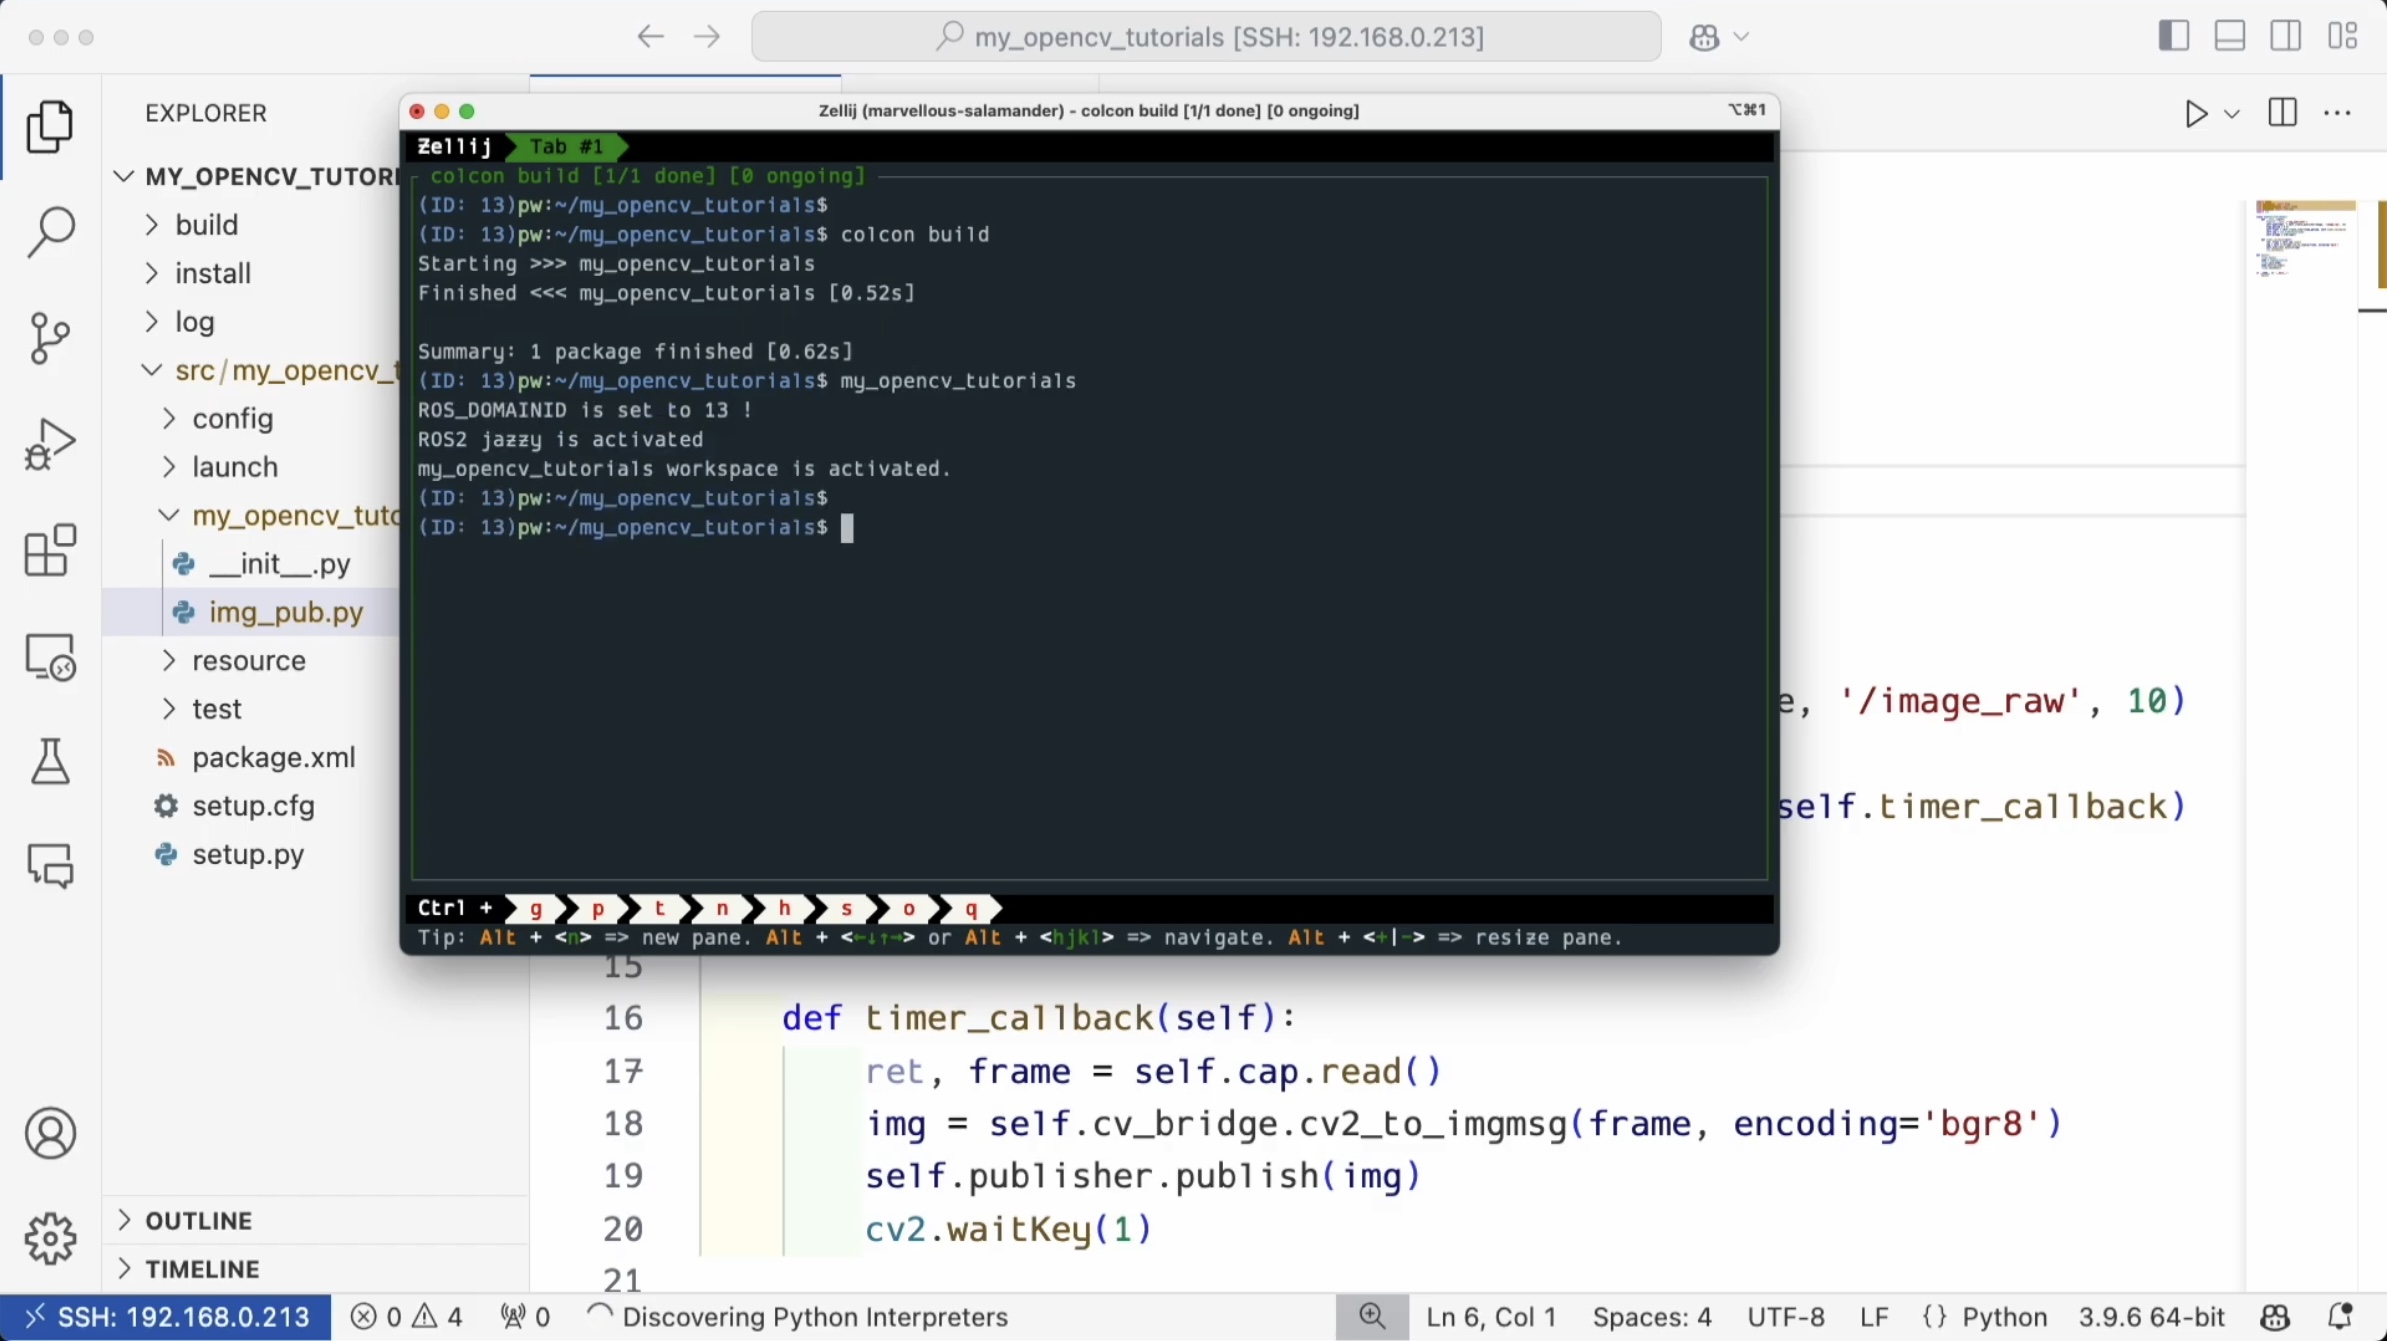 my_opencv_tutorials [SSH: 192.168.0.213]
EXPLORER
MY_OPENCV_TUTORI
build
install
log
src/my_opencv_t
config
launch
my_opencv_tuto
__init__.py
img_pub.py
resource
test
package.xml
setup.cfg
setup.py
OUTLINE
TIMELINE
Zellij (marvellous-salamander) - colcon build [1/1 done] [0 ongoing]
⌥⌘1
Zellij Tab #1
colcon build [1/1 done] [0 ongoing]
(ID: 13)pw:~/my_opencv_tutorials$
(ID: 13)pw:~/my_opencv_tutorials$ colcon build
Starting >>> my_opencv_tutorials
Finished <<< my_opencv_tutorials [0.52s]
Summary: 1 package finished [0.62s]
(ID: 13)pw:~/my_opencv_tutorials$ my_opencv_tutorials
ROS_DOMAINID is set to 13 !
ROS2 jazzy is activated
my_opencv_tutorials workspace is activated.
(ID: 13)pw:~/my_opencv_tutorials$
(ID: 13)pw:~/my_opencv_tutorials$
Ctrl + g p t n h s o q
Tip: Alt + <n> => new pane. Alt + <←↓↑→> or Alt + <hjkl> => navigate. Alt + <+|-> => resize pane.
e, '/image_raw', 10)
self.timer_callback)
15
16 def timer_callback(self):
17 ret, frame = self.cap.read()
18 img = self.cv_bridge.cv2_to_imgmsg(frame, encoding='bgr8')
19 self.publisher.publish(img)
20 cv2.waitKey(1)
21
SSH: 192.168.0.213 0 4 0 Discovering Python Interpreters Ln 6, Col 1 Spaces: 4 UTF-8 LF {} Python 3.9.6 64-bit